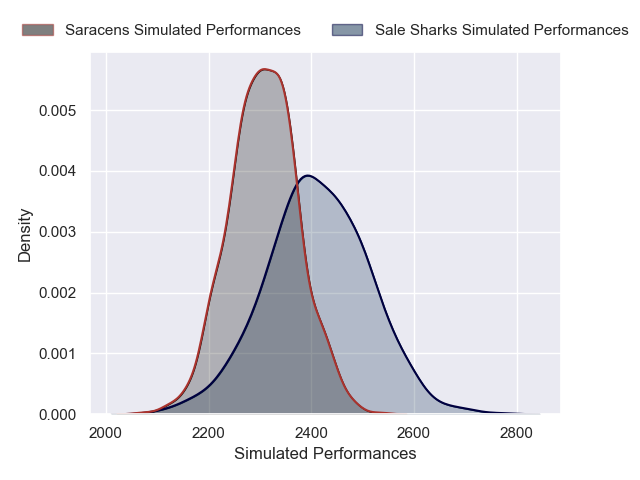 Saracens Simulated Performances Sale Sharks Simulated Performances
0.005
0.004
0.003
0.002
0.001
0.000
Density
2000 2200 2400 2600 2800
Simulated Performances